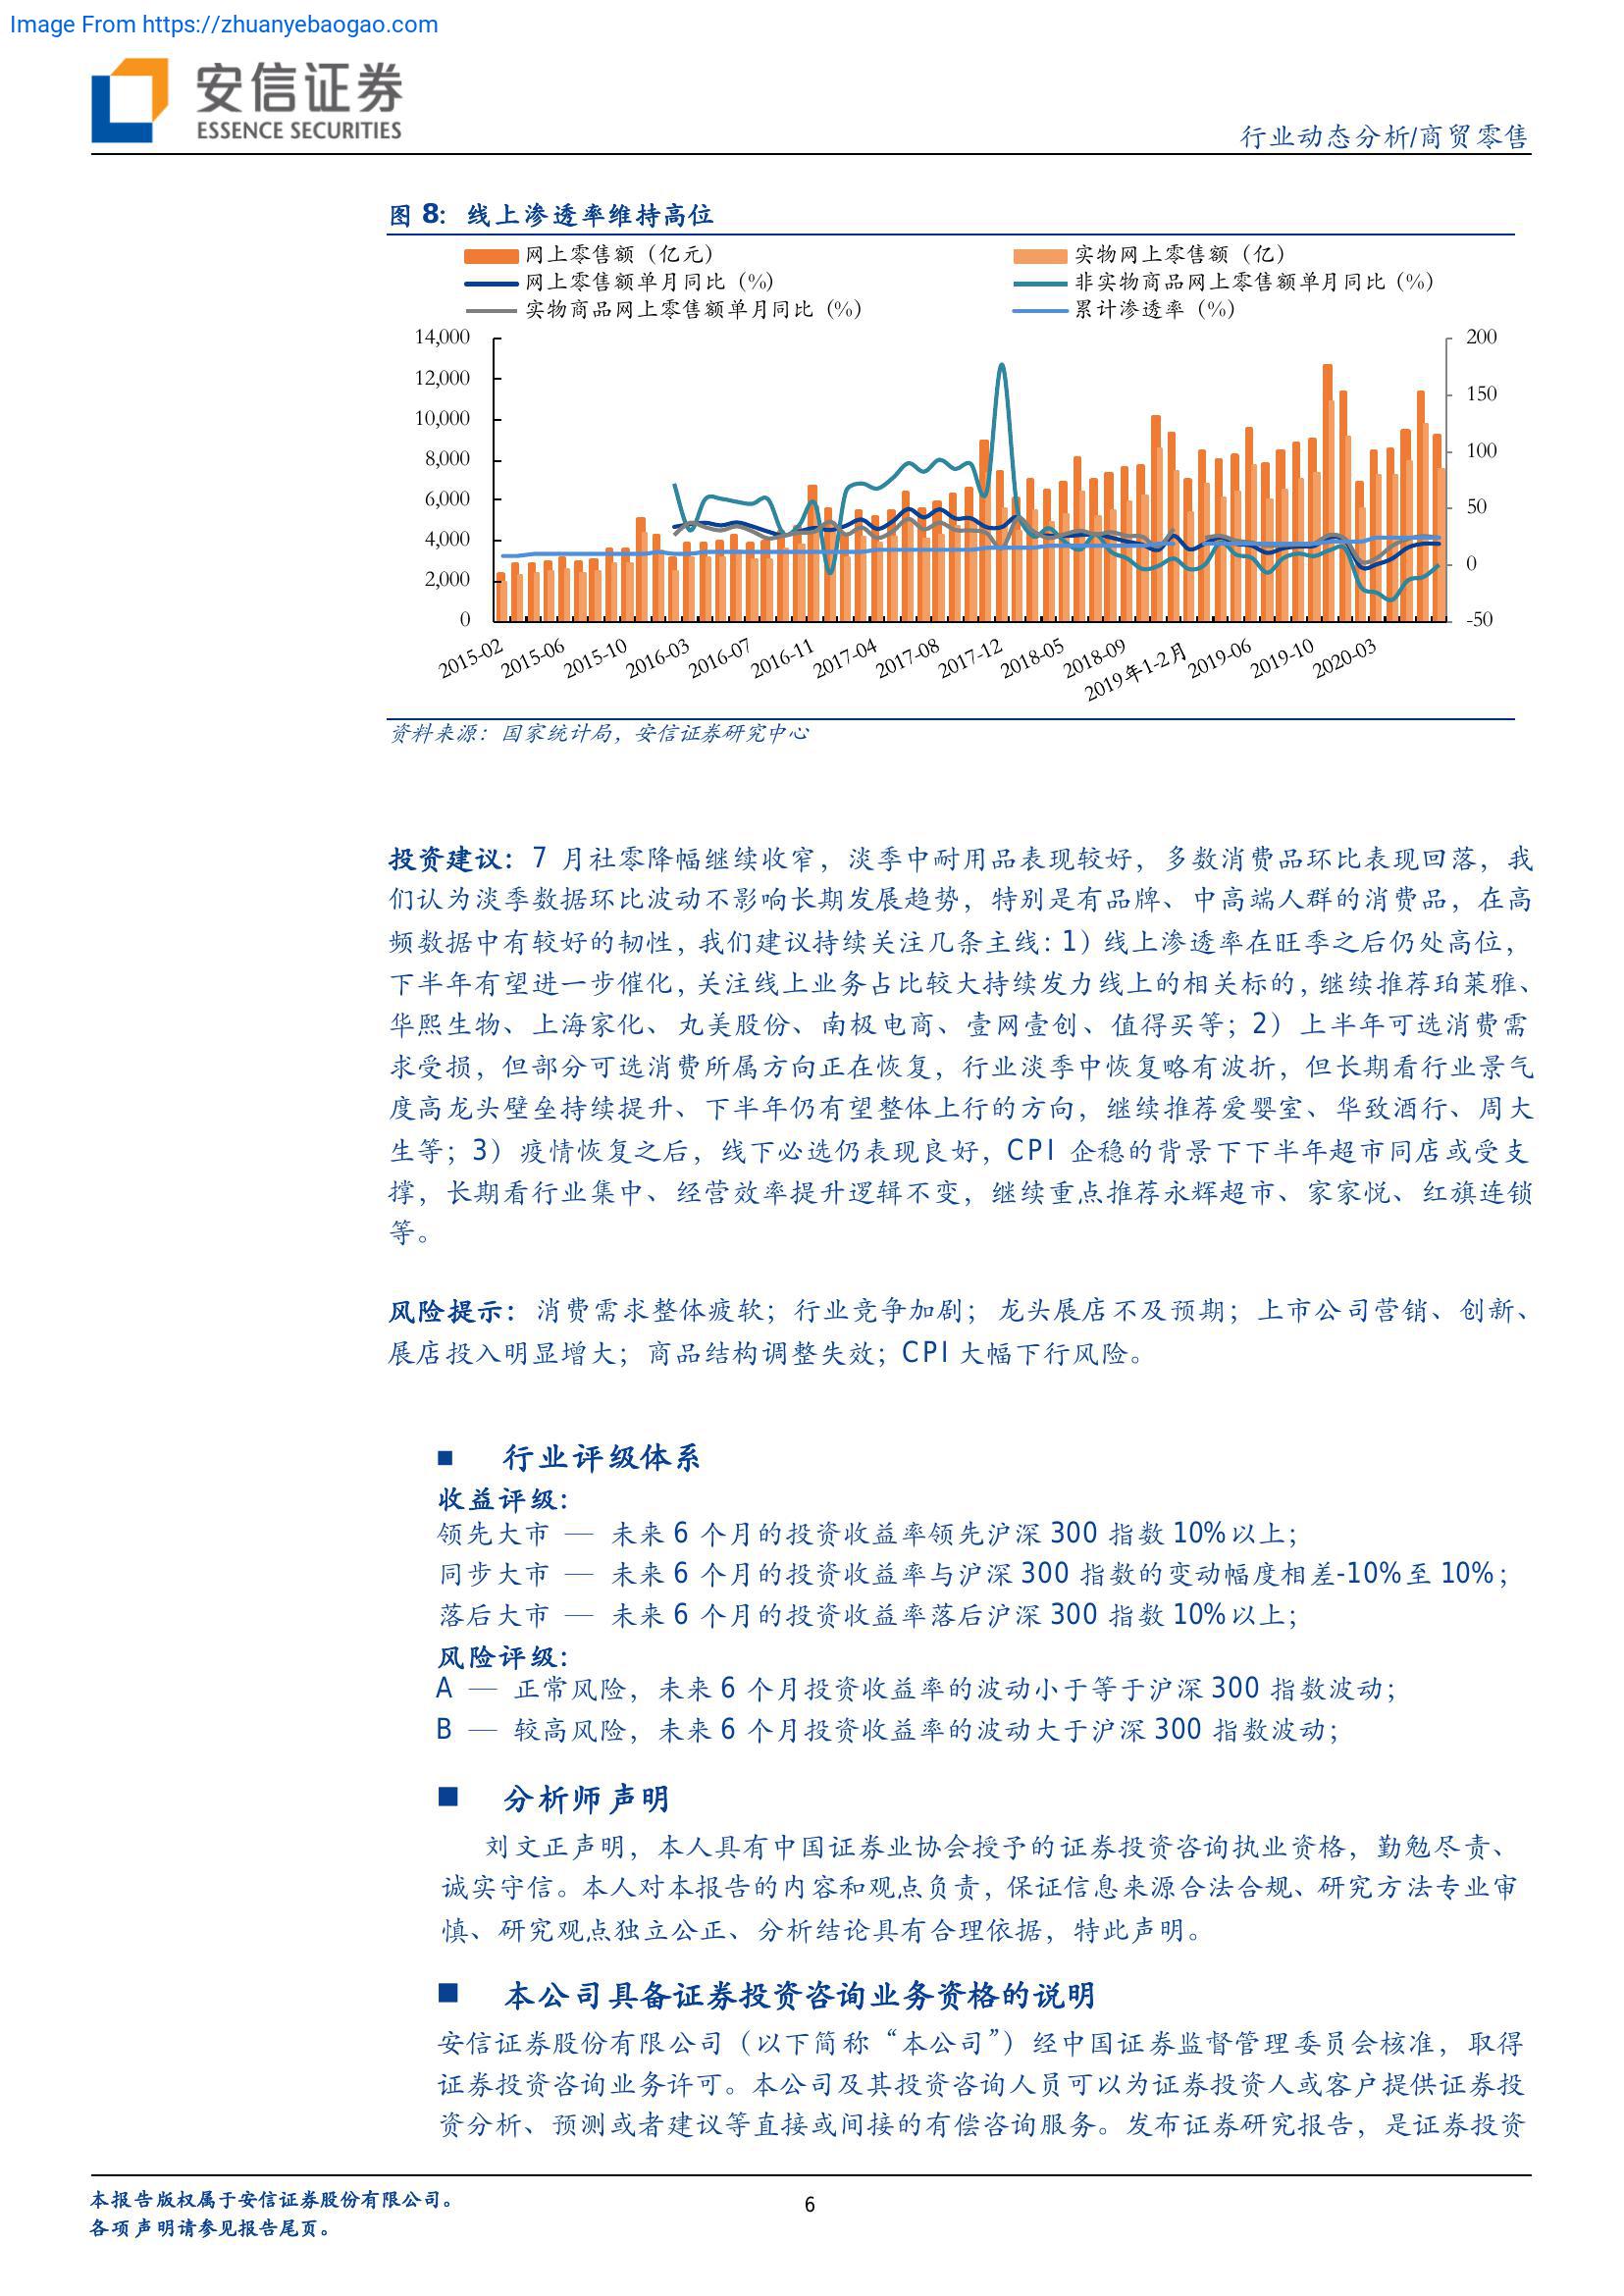 Image From https://zhuanyebaogao.com
安信证券
ESSENCE SECURITIES
行业动态分析/商贸零售
图 8：线上渗透率维持高位
网上零售额（亿元）
实物网上零售额（亿）
网上零售额单月同比（%）
非实物商品网上零售额单月同比（%）
实物商品网上零售额单月同比（%）
累计渗透率（%）
14,000
12,000
10,000
8,000
6,000
4,000
2,000
0
200
150
100
50
0
-50
2015-02
2015-06
2015-10
2016-03
2016-07
2016-11
2017-04
2017-08
2017-12
2018-05
2018-09
2019年1-2月
2019-06
2019-10
2020-03
资料来源：国家统计局，安信证券研究中心
投资建议：7 月社零降幅继续收窄，淡季中耐用品表现较好，多数消费品环比表现回落，我
们认为淡季数据环比波动不影响长期发展趋势，特别是有品牌、中高端人群的消费品，在高
频数据中有较好的韧性，我们建议持续关注几条主线：1）线上渗透率在旺季之后仍处高位，
下半年有望进一步催化，关注线上业务占比较大持续发力线上的相关标的，继续推荐珀莱雅、
华熙生物、上海家化、丸美股份、南极电商、壹网壹创、值得买等；2）上半年可选消费需
求受损，但部分可选消费所属方向正在恢复，行业淡季中恢复略有波折，但长期看行业景气
度高龙头壁垒持续提升、下半年仍有望整体上行的方向，继续推荐爱婴室、华致酒行、周大
生等；3）疫情恢复之后，线下必选仍表现良好，CPI 企稳的背景下下半年超市同店或受支
撑，长期看行业集中、经营效率提升逻辑不变，继续重点推荐永辉超市、家家悦、红旗连锁
等。
风险提示：消费需求整体疲软；行业竞争加剧；龙头展店不及预期；上市公司营销、创新、
展店投入明显增大；商品结构调整失效；CPI 大幅下行风险。
■ 行业评级体系
收益评级：
领先大市 — 未来 6 个月的投资收益率领先沪深 300 指数 10%以上；
同步大市 — 未来 6 个月的投资收益率与沪深 300 指数的变动幅度相差-10%至 10%；
落后大市 — 未来 6 个月的投资收益率落后沪深 300 指数 10%以上；
风险评级：
A — 正常风险，未来 6 个月投资收益率的波动小于等于沪深 300 指数波动；
B — 较高风险，未来 6 个月投资收益率的波动大于沪深 300 指数波动；
■ 分析师声明
刘文正声明，本人具有中国证券业协会授予的证券投资咨询执业资格，勤勉尽责、
诚实守信。本人对本报告的内容和观点负责，保证信息来源合法合规、研究方法专业审
慎、研究观点独立公正、分析结论具有合理依据，特此声明。
■ 本公司具备证券投资咨询业务资格的说明
安信证券股份有限公司（以下简称“本公司”）经中国证券监督管理委员会核准，取得
证券投资咨询业务许可。本公司及其投资咨询人员可以为证券投资人或客户提供证券投
资分析、预测或者建议等直接或间接的有偿咨询服务。发布证券研究报告，是证券投资
本报告版权属于安信证券股份有限公司。
各项声明请参见报告尾页。
6